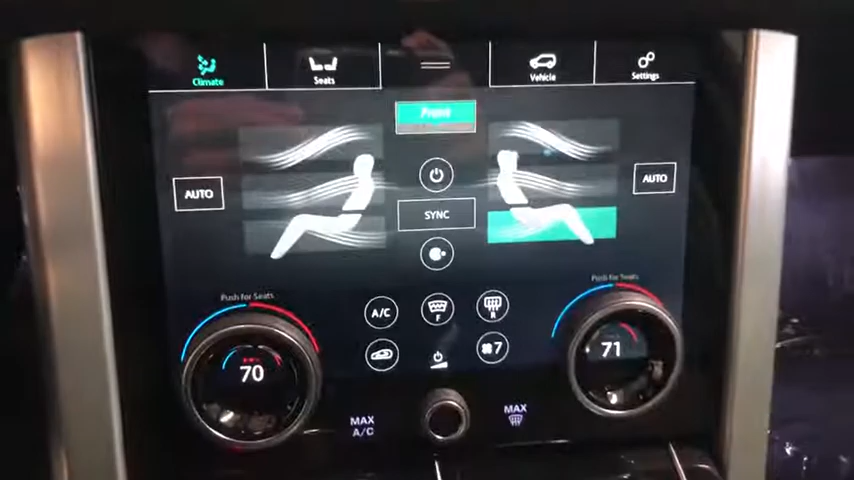 Climate
Seats
Vehicle
Settings
Front
AUTO
AUTO
SYNC
Push for Seats
Push for Seats
A/C
F
R
7
70
71
MAX
A/C
MAX